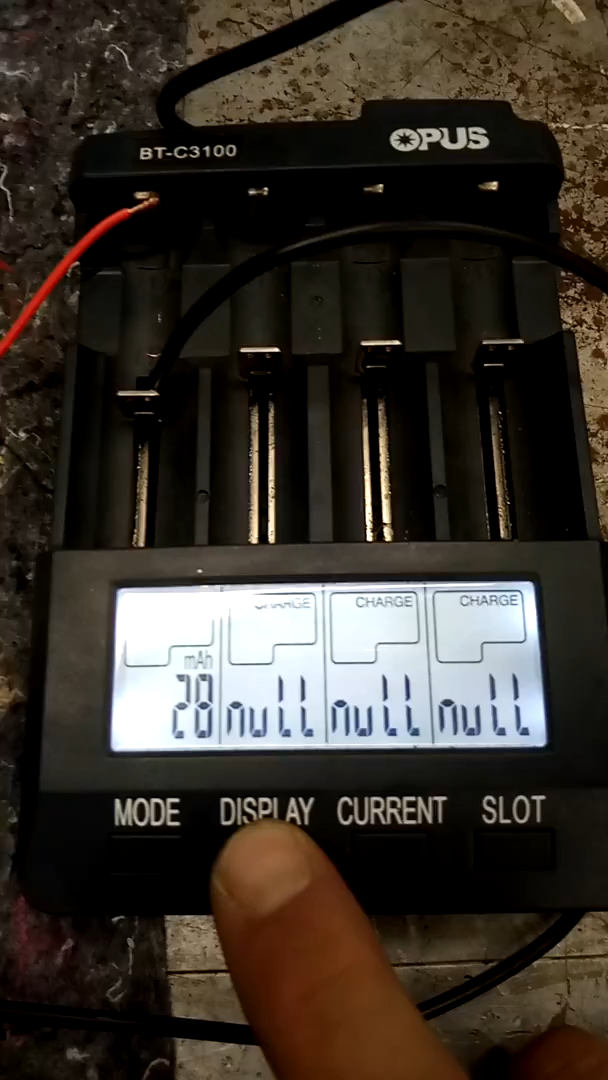 BT-C3100 OPUS
CHARGE CHARGE CHARGE
mAh
28 null null null
MODE DISPLAY CURRENT SLOT